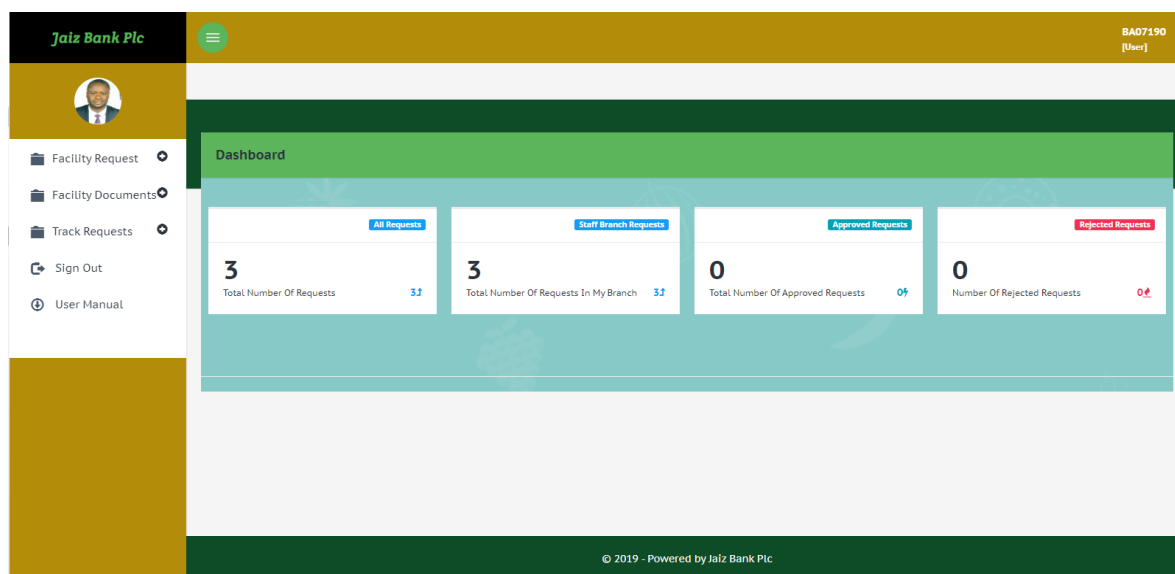 Jaiz Bank Plc
BA07190
[User]
Facility Request
Facility Documents
Track Requests
Sign Out
User Manual
Dashboard
All Requests
3
Total Number Of Requests 3
Staff Branch Requests
3
Total Number Of Requests In My Branch 3
Approved Requests
0
Total Number Of Approved Requests 0
Rejected Requests
0
Number Of Rejected Requests 0
© 2019 - Powered by Jaiz Bank Plc